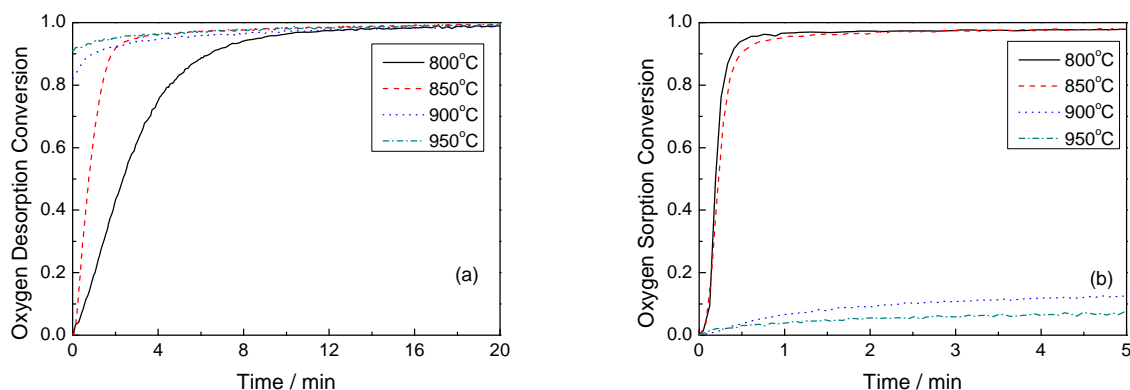 Oxygen Desorption Conversion
1.0
0.8
0.6
0.4
0.2
0.0
800°C
850°C
900°C
950°C
(a)
0 4 8 12 16 20
Time / min
Oxygen Sorption Conversion
1.0
0.8
0.6
0.4
0.2
0.0
800°C
850°C
900°C
950°C
(b)
0 1 2 3 4 5
Time / min